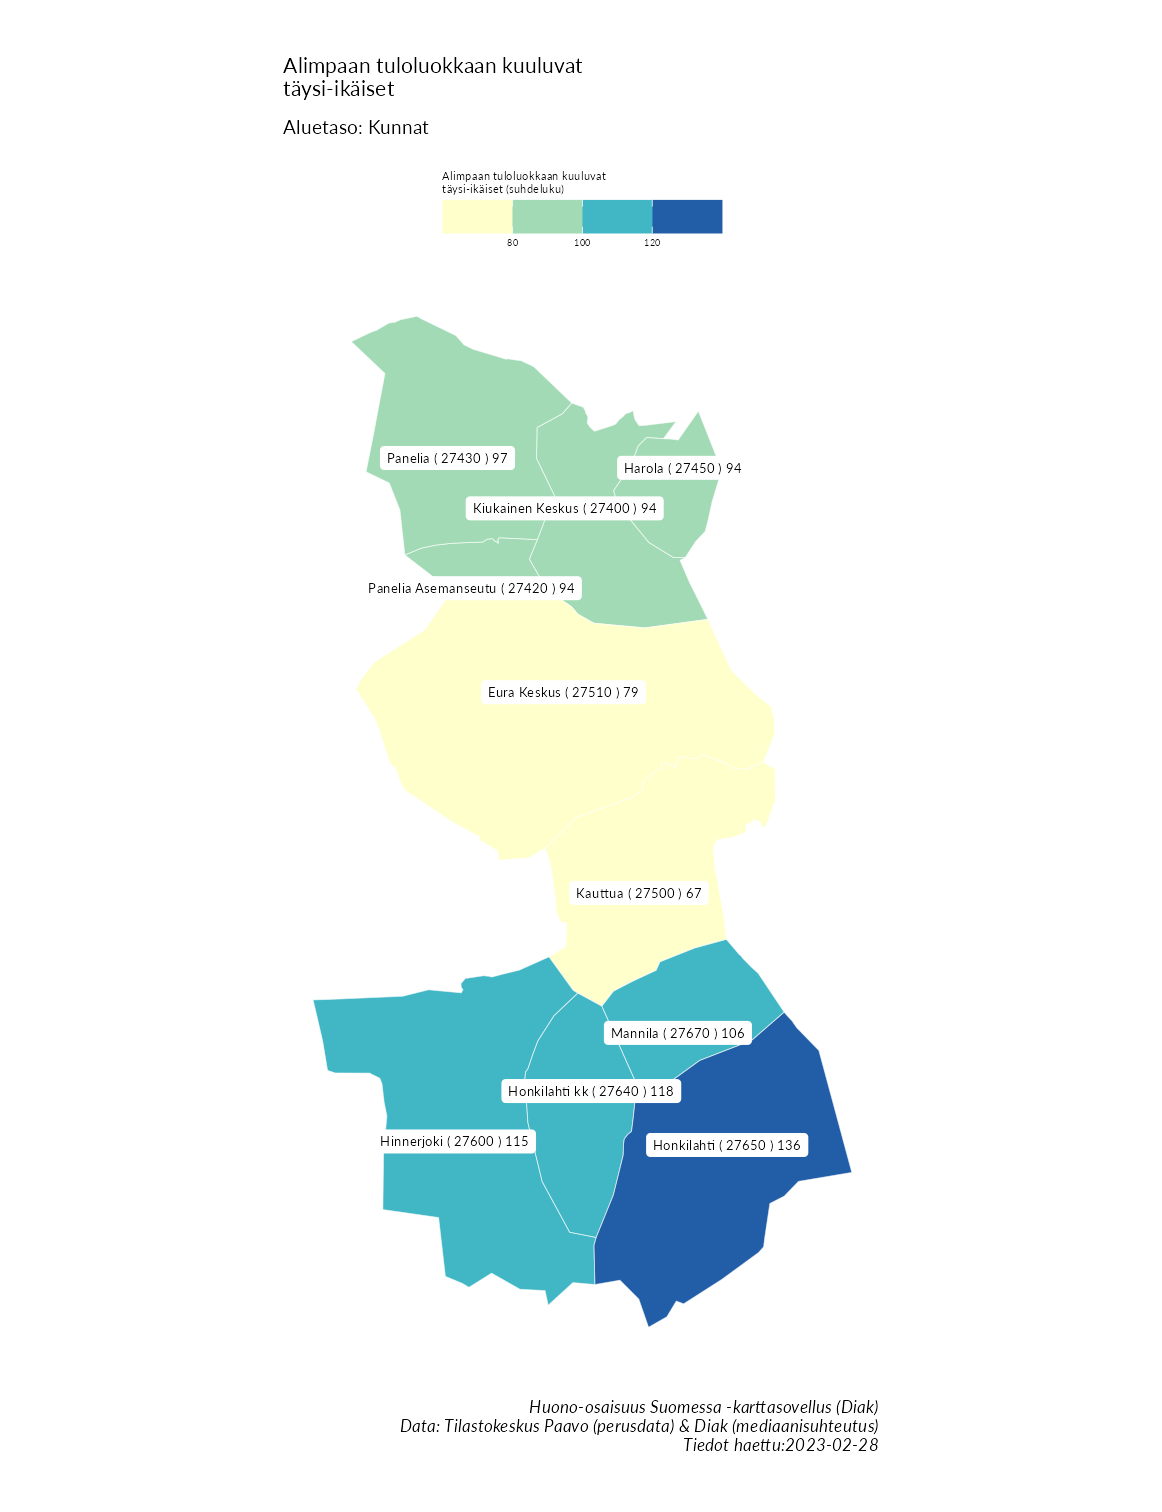 Alimpaan tuloluokkaan kuuluvat
täysi-ikäiset
Aluetaso: Kunnat
Alimpaan tuloluokkaan kuuluvat
täysi-ikäiset (suhdeluku)
80 100 120
Panelia ( 27430 ) 97
Harola ( 27450 ) 94
Kiukainen Keskus ( 27400 ) 94
Panelia Asemanseutu ( 27420 ) 94
Eura Keskus ( 27510 ) 79
Kauttua ( 27500 ) 67
Mannila ( 27670 ) 106
Honkilahti kk ( 27640 ) 118
Hinnerjoki ( 27600 ) 115
Honkilahti ( 27650 ) 136
Huono-osaisuus Suomessa -karttasovellus (Diak)
Data: Tilastokeskus Paavo (perusdata) & Diak (mediaanisuhteutus)
Tiedot haettu:2023-02-28